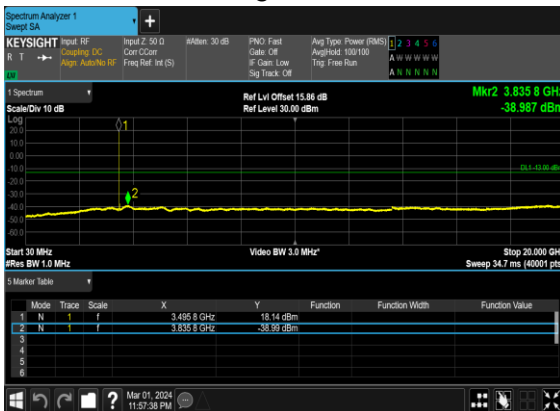 Spectrum Analyzer 1
Swept SA
+
KEYSIGHT Input: RF Input Z: 50 Ω #Atten: 30 dB PNO: Fast Avg Type: Power (RMS) 1 2 3 4 5 6
R T Coupling: DC Corr CCorr Gate: Off Avg|Hold: 100/100 A W W W W W
Align: Auto/No RF Freq Ref: Int (S) IF Gain: Low Trig: Free Run
Sig Track: Off A N N N N N
LV
1 Spectrum Ref Lvl Offset 15.86 dB Mkr2 3.835 8 GHz
Scale/Div 10 dB Ref Level 30.00 dBm -38.987 dBm
Log
1
20.0
10.0
0.00
-10.0 DL1 -13.00 dBm
-20.0
-30.0 2
-40.0
-50.0
-60.0
Start 30 MHz Video BW 3.0 MHz* Stop 20.000 GH
#Res BW 1.0 MHz Sweep 34.7 ms (40001 pts
5 Marker Table
Mode Trace Scale X Y Function Function Width Function Value
1 N 1 f 3.495 8 GHz 18.14 dBm
2 N 1 f 3.835 8 GHz -38.99 dBm
3
4
5
6
? Mar 01, 2024
11:57:38 PM